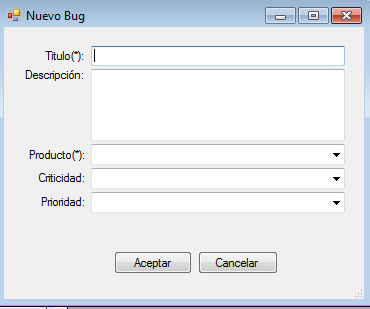 Nuevo Bug
Titulo(*):
Descripción:
Producto(*):
Criticidad:
Prioridad:
Aceptar
Cancelar